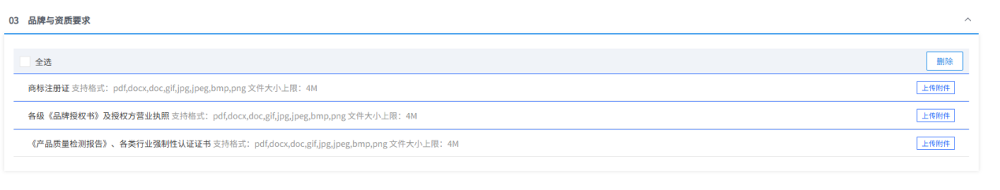 03 品牌与资质要求
全选 删除
商标注册证 支持格式：pdf,docx,doc,gif,jpg,jpeg,bmp,png 文件大小上限：4M 上传附件
各级《品牌授权书》及授权方营业执照 支持格式：pdf,docx,doc,gif,jpg,jpeg,bmp,png 文件大小上限：4M 上传附件
《产品质量检测报告》、各类行业强制性认证证书 支持格式：pdf,docx,doc,gif,jpg,jpeg,bmp,png 文件大小上限：4M 上传附件